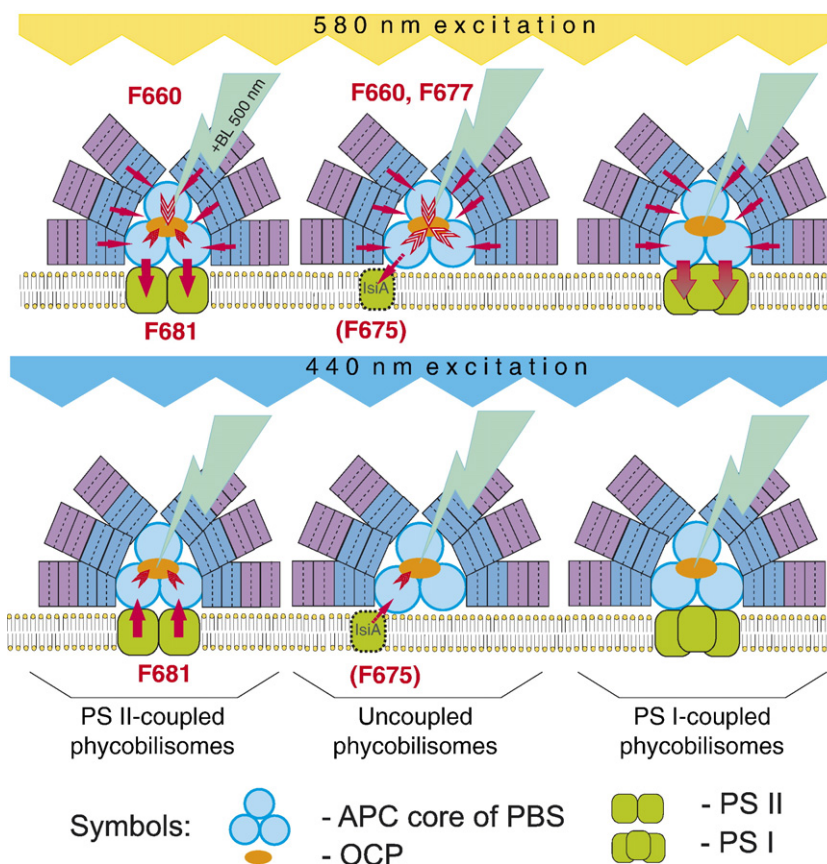 580 nm excitation
F660
+BL 500 nm
F660, F677
IsiA
F681
(F675)
440 nm excitation
IsiA
F681
(F675)
PS II-coupled
phycobilisomes
Uncoupled
phycobilisomes
PS I-coupled
phycobilisomes
Symbols:
- APC core of PBS
- OCP
- PS II
- PS I